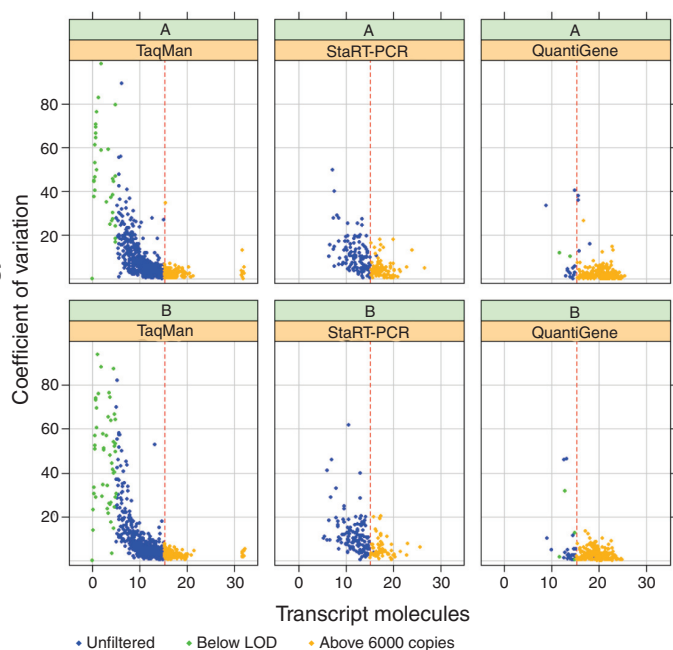 A A A
TaqMan StaRT-PCR QuantiGene
80
60
40
20
Coefficient of variation
B B B
TaqMan StaRT-PCR QuantiGene
80
60
40
20
0 10 20 30 0 10 20 30 0 10 20 30
Transcript molecules
Unfiltered Below LOD Above 6000 copies